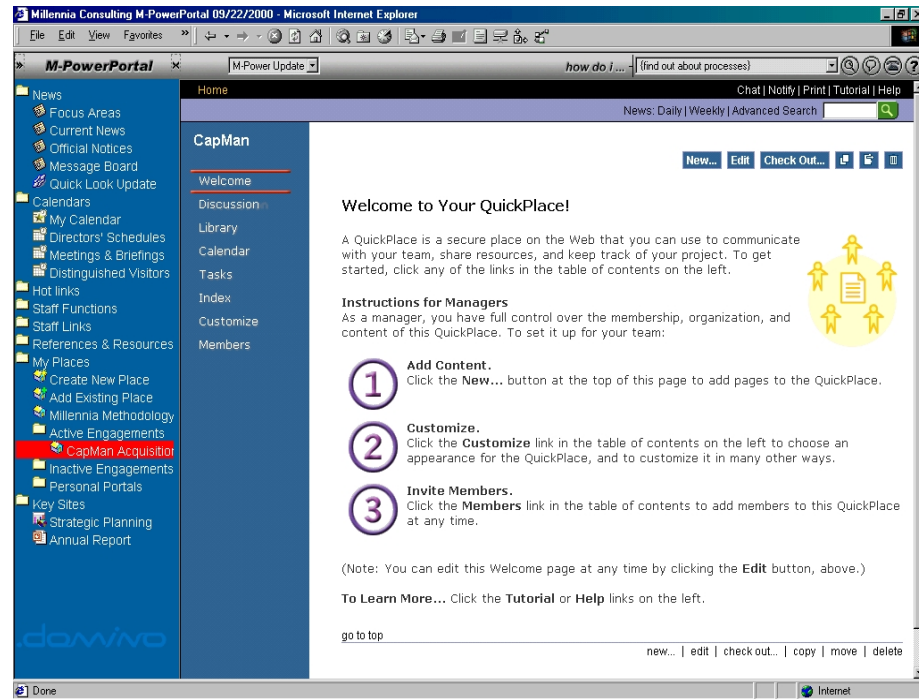 Millennia Consulting M-PowerPortal 09/22/2000 - Microsoft Internet Explorer
File Edit View Favorites »
» M-PowerPortal × M-Power Update how do i ... - {find out about processes}
News
Focus Areas
Current News
Official Notices
Message Board
Quick Look Update
Calendars
My Calendar
Directors' Schedules
Meetings & Briefings
Distinguished Visitors
Hot links
Staff Functions
Staff Links
References & Resources
My Places
Create New Place
Add Existing Place
Millennia Methodology
Active Engagements
CapMan Acquisition
Inactive Engagements
Personal Portals
Key Sites
Strategic Planning
Annual Report
.domino
Home Chat | Notify | Print | Tutorial | Help
News: Daily | Weekly | Advanced Search
CapMan
Welcome
Discussion
Library
Calendar
Tasks
Index
Customize
Members
New... Edit Check Out...
Welcome to Your QuickPlace!
A QuickPlace is a secure place on the Web that you can use to communicate
with your team, share resources, and keep track of your project. To get
started, click any of the links in the table of contents on the left.
Instructions for Managers
As a manager, you have full control over the membership, organization, and
content of this QuickPlace. To set it up for your team:
1 Add Content.
Click the New... button at the top of this page to add pages to the QuickPlace.
2 Customize.
Click the Customize link in the table of contents on the left to choose an
appearance for the QuickPlace, and to customize it in many other ways.
3 Invite Members.
Click the Members link in the table of contents to add members to this QuickPlace
at any time.
(Note: You can edit this Welcome page at any time by clicking the Edit button, above.)
To Learn More... Click the Tutorial or Help links on the left.
go to top
new... | edit | check out... | copy | move | delete
Done Internet